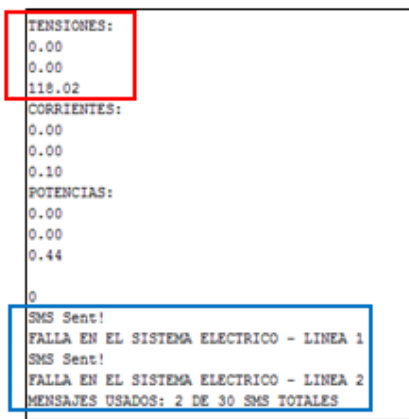 TENSIONES:
0.00
0.00
118.02
CORRIENTES:
0.00
0.00
0.10
POTENCIAS:
0.00
0.00
0.44
0
SMS Sent!
FALLA EN EL SISTEMA ELECTRICO - LINEA 1
SMS Sent!
FALLA EN EL SISTEMA ELECTRICO - LINEA 2
MENSAJES USADOS: 2 DE 30 SMS TOTALES